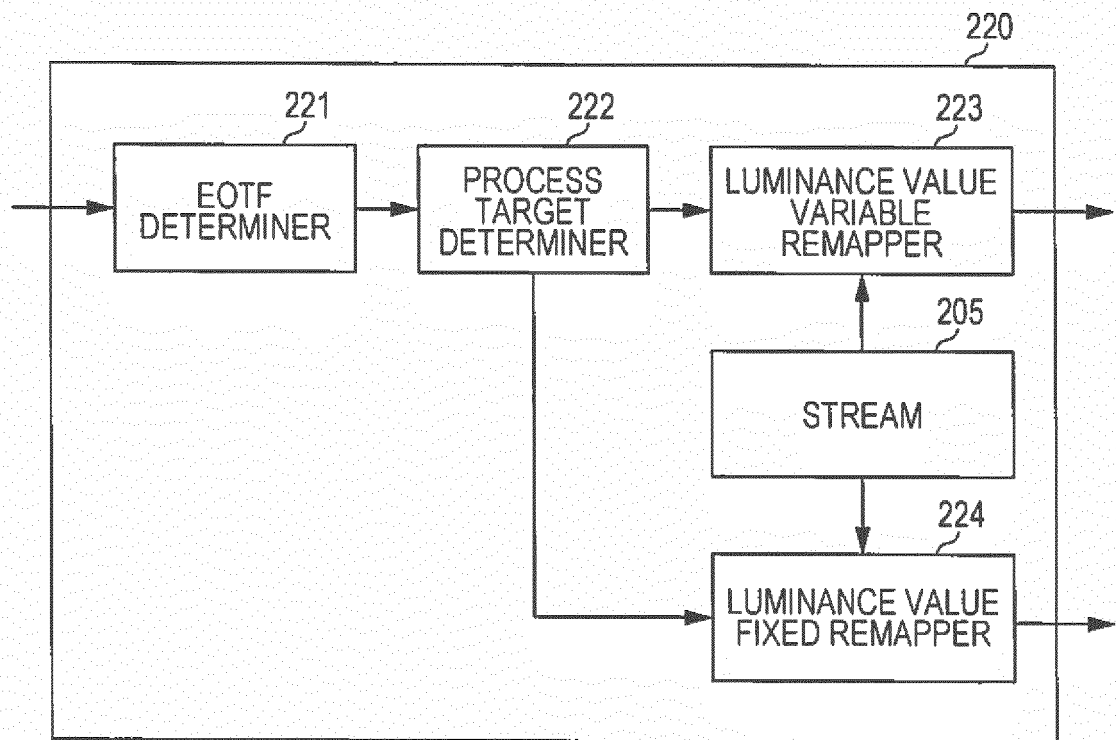 220
221
EOTF
DETERMINER
222
PROCESS
TARGET
DETERMINER
223
LUMINANCE VALUE
VARIABLE
REMAPPER
205
STREAM
224
LUMINANCE VALUE
FIXED REMAPPER